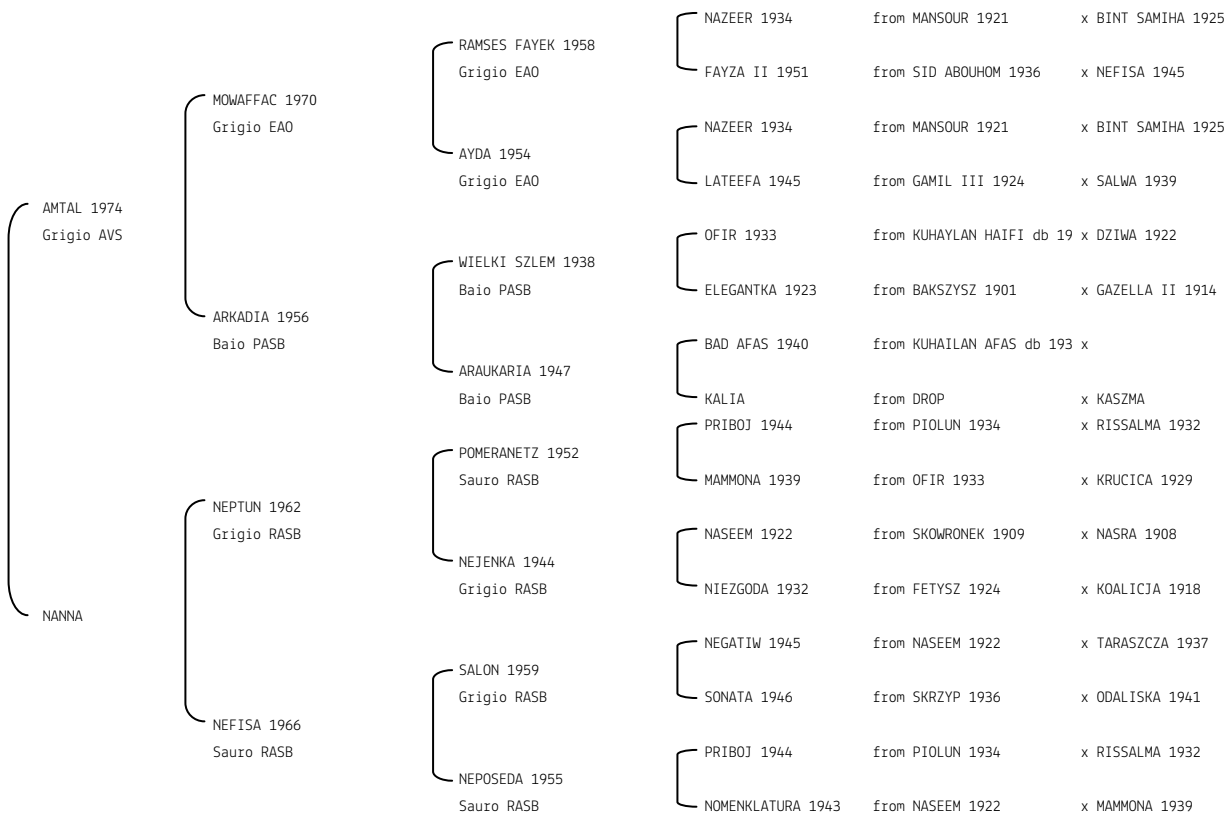 NAZEER 1934 from MANSOUR 1921 x BINT SAMIHA 1925
RAMSES FAYEK 1958
Grigio EAO
FAYZA II 1951 from SID ABOUHOM 1936 x NEFISA 1945
MOWAFFAC 1970
Grigio EAO
NAZEER 1934 from MANSOUR 1921 x BINT SAMIHA 1925
AYDA 1954
Grigio EAO
LATEEFA 1945 from GAMIL III 1924 x SALWA 1939
AMTAL 1974
Grigio AVS
OFIR 1933 from KUHAYLAN HAIFI db 19 x DZIWA 1922
WIELKI SZLEM 1938
Baio PASB
ELEGANTKA 1923 from BAKSZYSZ 1901 x GAZELLA II 1914
ARKADIA 1956
Baio PASB
BAD AFAS 1940 from KUHAILAN AFAS db 193 x
ARAUKARIA 1947
Baio PASB
KALIA from DROP x KASZMA
PRIBOJ 1944 from PIOLUN 1934 x RISSALMA 1932
POMERANETZ 1952
Sauro RASB
MAMMONA 1939 from OFIR 1933 x KRUCICA 1929
NEPTUN 1962
Grigio RASB
NASEEM 1922 from SKOWRONEK 1909 x NASRA 1908
NEJENKA 1944
Grigio RASB
NIEZGODA 1932 from FETYSZ 1924 x KOALICJA 1918
NANNA
NEGATIW 1945 from NASEEM 1922 x TARASZCZA 1937
SALON 1959
Grigio RASB
SONATA 1946 from SKRZYP 1936 x ODALISKA 1941
NEFISA 1966
Sauro RASB
PRIBOJ 1944 from PIOLUN 1934 x RISSALMA 1932
NEPOSEDA 1955
Sauro RASB
NOMENKLATURA 1943 from NASEEM 1922 x MAMMONA 1939